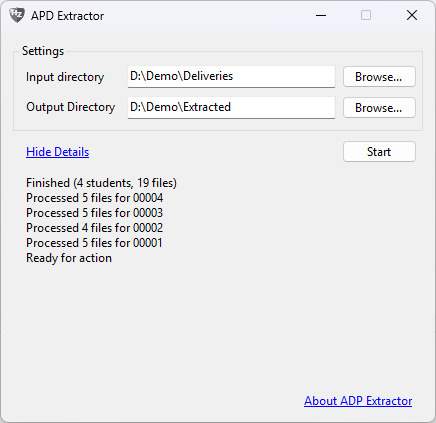 HZ
APD Extractor
Settings
Input directory D:\Demo\Deliveries Browse...
Output Directory D:\Demo\Extracted Browse...
Hide Details Start
Finished (4 students, 19 files)
Processed 5 files for 00004
Processed 5 files for 00003
Processed 4 files for 00002
Processed 5 files for 00001
Ready for action
About ADP Extractor